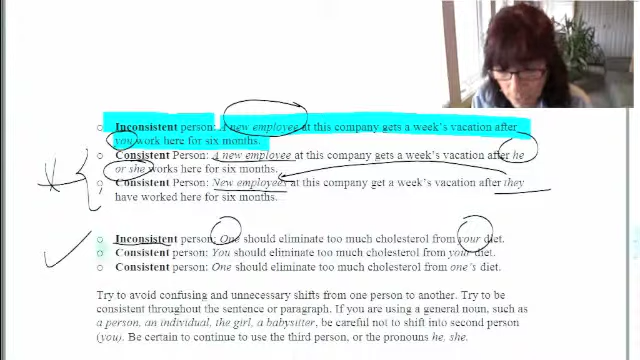 Inconsistent person: A new employee at this company gets a week's vacation after
you work here for six months.
Consistent Person: A new employee at this company gets a week's vacation after he
or she works here for six months.
Consistent Person: New employees at this company get a week's vacation after they
have worked here for six months.
Inconsistent person: One should eliminate too much cholesterol from your diet.
Consistent Person: You should eliminate too much cholesterol from your diet.
Consistent Person: One should eliminate too much cholesterol from one's diet.
Try to avoid confusing and unnecessary shifts from one person to another. Try to be
consistent throughout the sentence or paragraph. If you are using a general noun, such
as a person, an individual, the girl, a babysitter, be careful not to shift into second person
(you). Be certain to continue to use the third person, or the pronouns he, she.